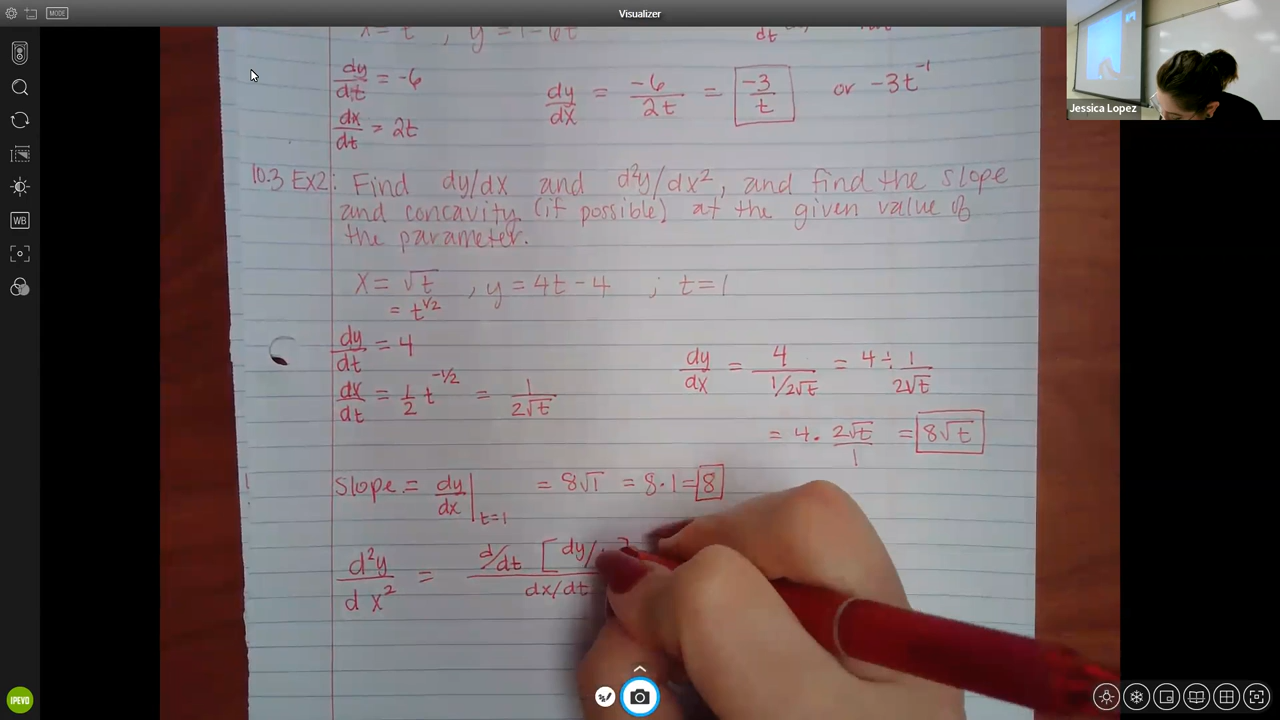 MODE
Visualizer
Jessica Lopez
x = t² , y = 1 - 6t
dt
dy/dt = -6
dx/dt = 2t
dy/dx = -6/2t = -3/t or -3t⁻¹
10.3 Ex2: Find dy/dx and d²y/dx², and find the slope
and concavity (if possible) at the given value of
the parameter.
x = √t , y = 4t - 4 ; t = 1
= t^1/2
dy/dt = 4
dx/dt = 1/2 t^-1/2 = 1/2√t
dy/dx = 4/(1/2√t) = 4 ÷ 1/2√t
= 4 · 2√t/1 = 8√t
Slope = dy/dx | t=1 = 8√1 = 8·1 = 8
d²y/dx² = d/dt [dy/ ] / dx/dt
WB
IPEVO